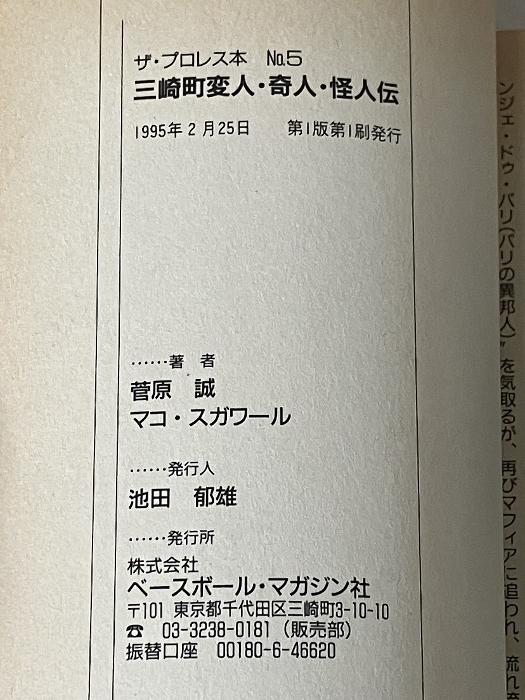 ザ・プロレス本 No.5
三崎町変人・奇人・怪人伝
1995年2月25日 第1版第1刷発行
……著 者
菅原 誠
マコ・スガワール
……発行人
池田 郁雄
……発行所
株式会社
ベースボール・マガジン社
〒101 東京都千代田区三崎町3-10-10
☎ 03-3238-0181(販売部)
振替口座 00180-6-46620
ンジェ・ドゥ・パリ(パリの異邦人)〟を気取るが、再びマフィアに追われ、流れ流